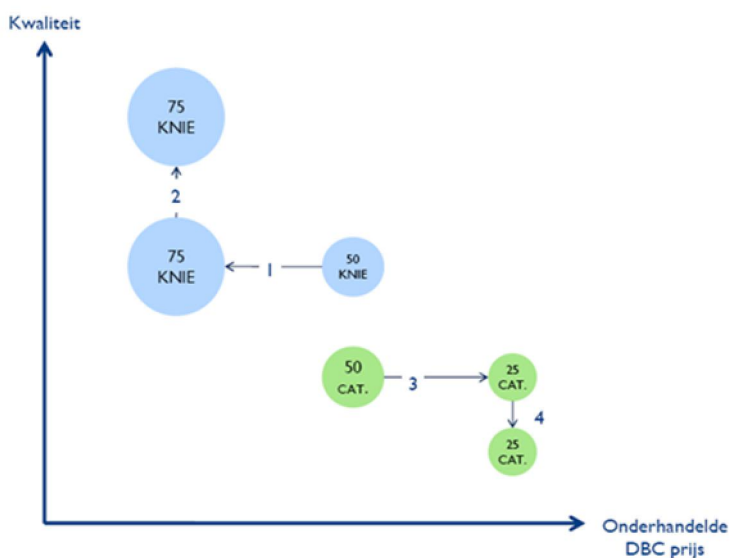 Kwaliteit
75
KNIE
2
75
KNIE
1
50
KNIE
50
CAT.
3
25
CAT.
4
25
CAT.
Onderhandelde
DBC prijs